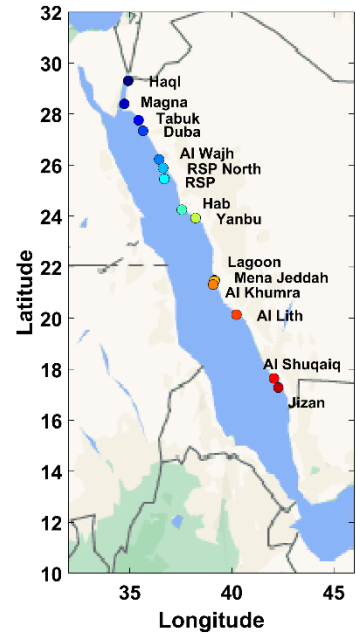 32
30
28
26
24
22
20
18
16
14
12
10
Latitude
Haql
Magna
Tabuk
Duba
Al Wajh
RSP North
RSP
Hab
Yanbu
Lagoon
Mena Jeddah
Al Khumra
Al Lith
Al Shuqaiq
Jizan
35
40
45
Longitude